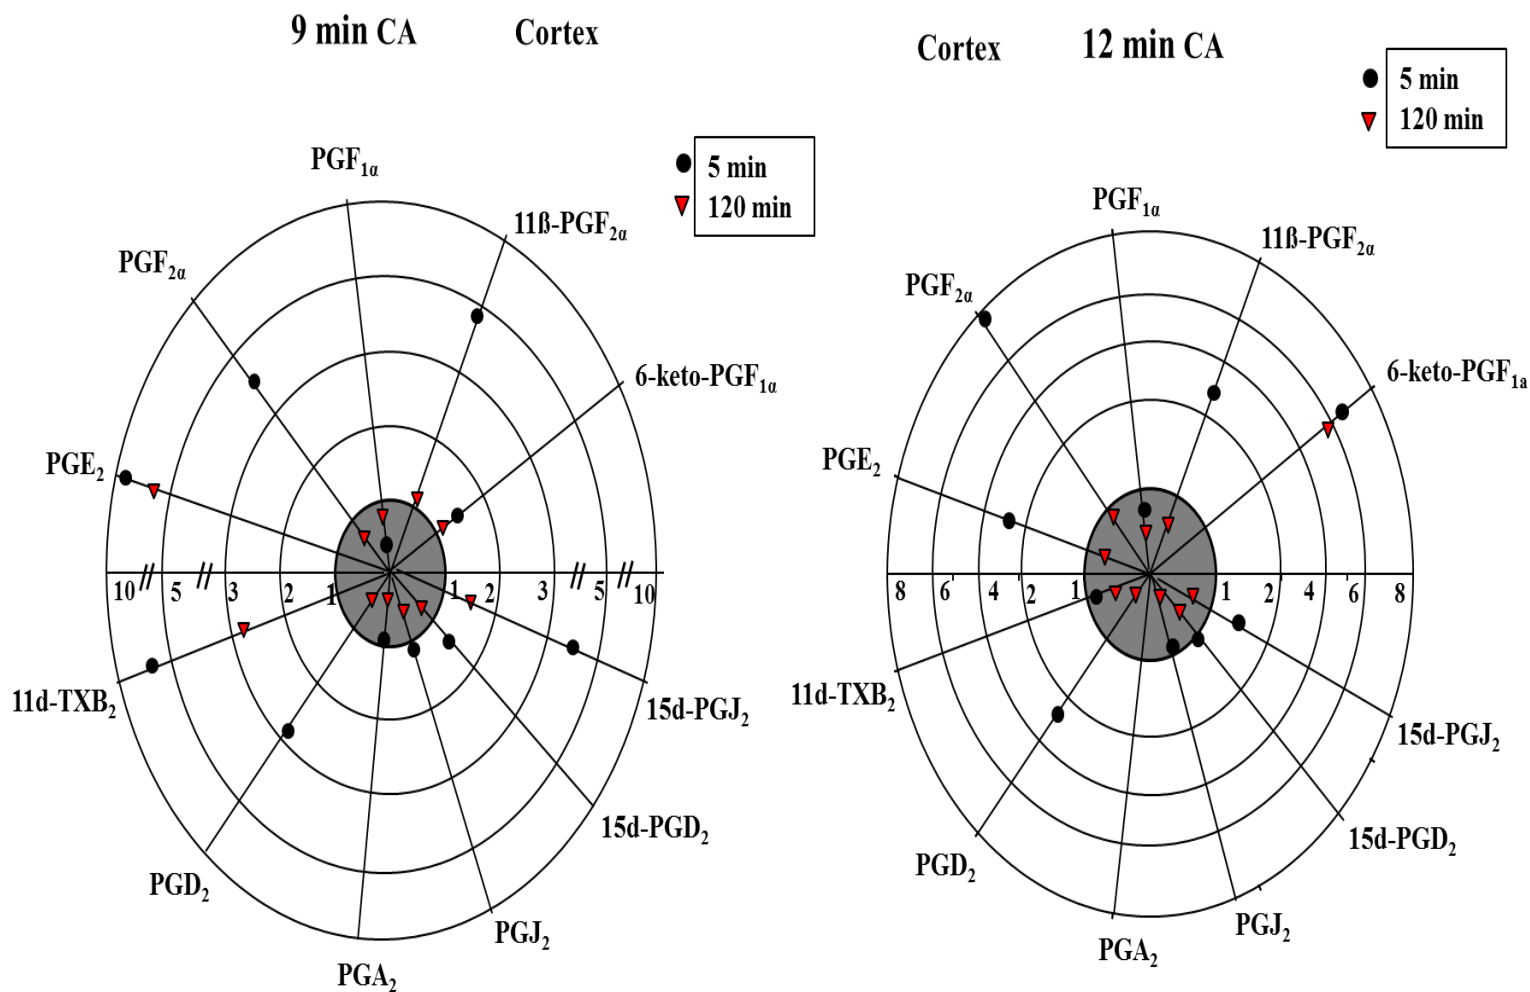 9 min CA Cortex
5 min
120 min
PGF1α
11ß-PGF2α
PGF2α
6-keto-PGF1α
PGE2
10 5 3 2 1 1 2 3 5 10
11d-TXB2
15d-PGJ2
15d-PGD2
PGD2
PGJ2
PGA2
Cortex 12 min CA
5 min
120 min
PGF1α
11ß-PGF2α
PGF2α
6-keto-PGF1a
PGE2
8 6 4 2 1 1 2 4 6 8
11d-TXB2
15d-PGJ2
15d-PGD2
PGD2
PGJ2
PGA2